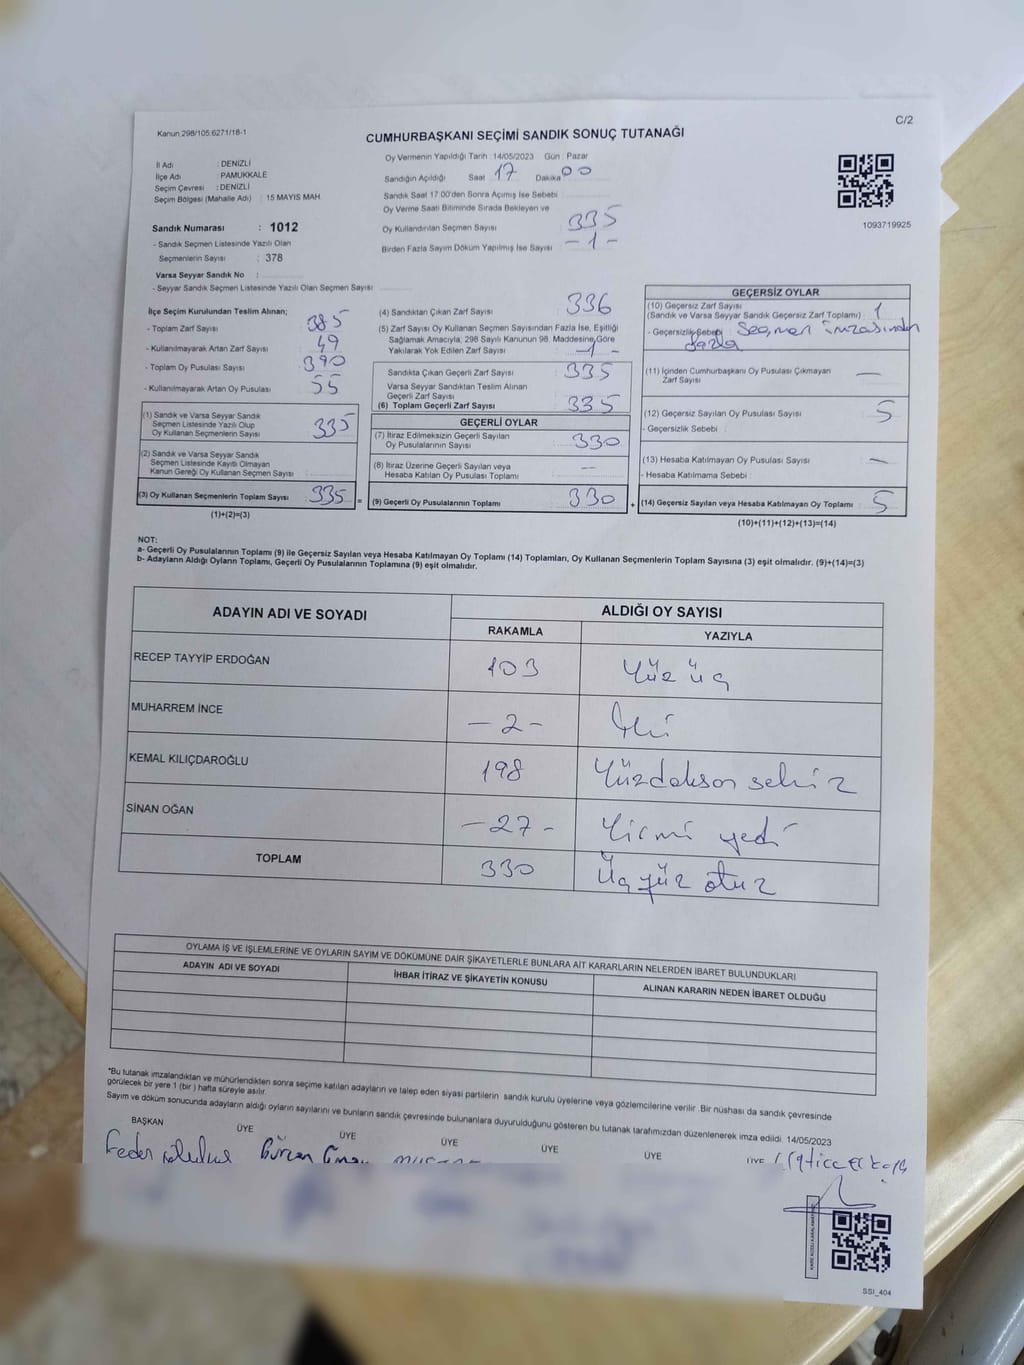 Kanun:298/105;6271/18-1
C/2
CUMHURBAŞKANI SEÇİMİ SANDIK SONUÇ TUTANAĞI
İl Adı : DENİZLİ
İlçe Adı : PAMUKKALE
Seçim Çevresi : DENİZLİ
Seçim Bölgesi (Mahalle Adı) : 15 MAYIS MAH.
Oy Vermenin Yapıldığı Tarih : 14/05/2023 Gün : Pazar
Sandığın Açıldığı Saat 17 Dakika 00
Sandık Saat 17.00'den Sonra Açımış İse Sebebi
Oy Verme Saati Bitiminde Sırada Bekleyen ve
Oy Kullandırılan Seçmen Sayısı 335
Birden Fazla Sayım Döküm Yapılmış İse Sayısı - 1 -
1093719925
Sandık Numarası : 1012
- Sandık Seçmen Listesinde Yazılı Olan
Seçmenlerin Sayısı : 378
Varsa Seyyar Sandık No :
- Seyyar Sandık Seçmen Listesinde Yazılı Olan Seçmen Sayısı:
İlçe Seçim Kurulundan Teslim Alınan;
- Toplam Zarf Sayısı 385
- Kullanılmayarak Artan Zarf Sayısı 49
- Toplam Oy Pusulası Sayısı 390
- Kullanılmayarak Artan Oy Pusulası 55
(1) Sandık ve Varsa Seyyar Sandık
Seçmen Listesinde Yazılı Olup
Oy Kullanan Seçmenlerin Sayısı 335
(2) Sandık ve Varsa Seyyar Sandık
Seçmen Listesinde Kayıtlı Olmayan
Kanun Gereği Oy Kullanan Seçmen Sayısı
(3) Oy Kullanan Seçmenlerin Toplam Sayısı 335 =
(1)+(2)=(3)
(4) Sandıktan Çıkan Zarf Sayısı 336
(5) Zarf Sayısı Oy Kullanan Seçmen Sayısından Fazla İse, Eşitliği
Sağlamak Amacıyla, 298 Sayılı Kanunun 98. Maddesine Göre
Yakılarak Yok Edilen Zarf Sayısı -1-
Sandıkta Çıkan Geçerli Zarf Sayısı 335
Varsa Seyyar Sandıktan Teslim Alınan
Geçerli Zarf Sayısı
(6) Toplam Geçerli Zarf Sayısı 335
GEÇERLİ OYLAR
(7) İtiraz Edilmeksizin Geçerli Sayılan
Oy Pusulalarının Sayısı 330
(8) İtiraz Üzerine Geçerli Sayılan veya
Hesaba Katılan Oy Pusulası Toplamı —
(9) Geçerli Oy Pusulalarının Toplamı 330 +
GEÇERSİZ OYLAR
(10) Geçersiz Zarf Sayısı
(Sandık ve Varsa Seyyar Sandık Geçersiz Zarf Toplamı) : 1
- Geçersizlik Sebebi : Seçmen imzasından
fazla
(11) İçinden Cumhurbaşkanı Oy Pusulası Çıkmayan
Zarf Sayısı —
(12) Geçersiz Sayılan Oy Pusulası Sayısı 5
- Geçersizlik Sebebi :
(13) Hesaba Katılmayan Oy Pusulası Sayısı —
- Hesaba Katılmama Sebebi :
(14) Geçersiz Sayılan veya Hesaba Katılmayan Oy Toplamı 5
(10)+(11)+(12)+(13)=(14)
NOT:
a- Geçerli Oy Pusulalarının Toplamı (9) ile Geçersiz Sayılan veya Hesaba Katılmayan Oy Toplamı (14) Toplamları, Oy Kullanan Seçmenlerin Toplam Sayısına (3) eşit olmalıdır. (9)+(14)=(3)
b- Adayların Aldığı Oyların Toplamı, Geçerli Oy Pusulalarının Toplamına (9) eşit olmalıdır.
ADAYIN ADI VE SOYADI ALDIĞI OY SAYISI
RAKAMLA YAZIYLA
RECEP TAYYİP ERDOĞAN 103 Yüz üç
MUHARREM İNCE - 2 - İki
KEMAL KILIÇDAROĞLU 198 Yüzdokson sekiz
SİNAN OĞAN - 27 - Yirmi yedi
TOPLAM 330 Üçyüz otuz
OYLAMA İŞ VE İŞLEMLERİNE VE OYLARIN SAYIM VE DÖKÜMÜNE DAİR ŞİKAYETLERLE BUNLARA AİT KARARLARIN NELERDEN İBARET BULUNDUKLARI
ADAYIN ADI VE SOYADI İHBAR İTİRAZ VE ŞİKAYETİN KONUSU ALINAN KARARIN NEDEN İBARET OLDUĞU
*Bu tutanak imzalandıktan ve mühürlendikten sonra seçime katılan adayların ve talep eden siyasi partilerin sandık kurulu üyelerine veya gözlemcilerine verilir. Bir nüshası da sandık çevresinde
görülecek bir yere 1 (bir ) hafta süreyle asılır.
Sayım ve döküm sonucunda adayların aldığı oyların sayılarını ve bunların sandık çevresinde bulunanlara duyurulduğunu gösteren bu tutanak tarafımızdan düzenlenerek imza edildi. 14/05/2023
BAŞKAN ÜYE ÜYE ÜYE ÜYE ÜYE ÜYE
SSI_404